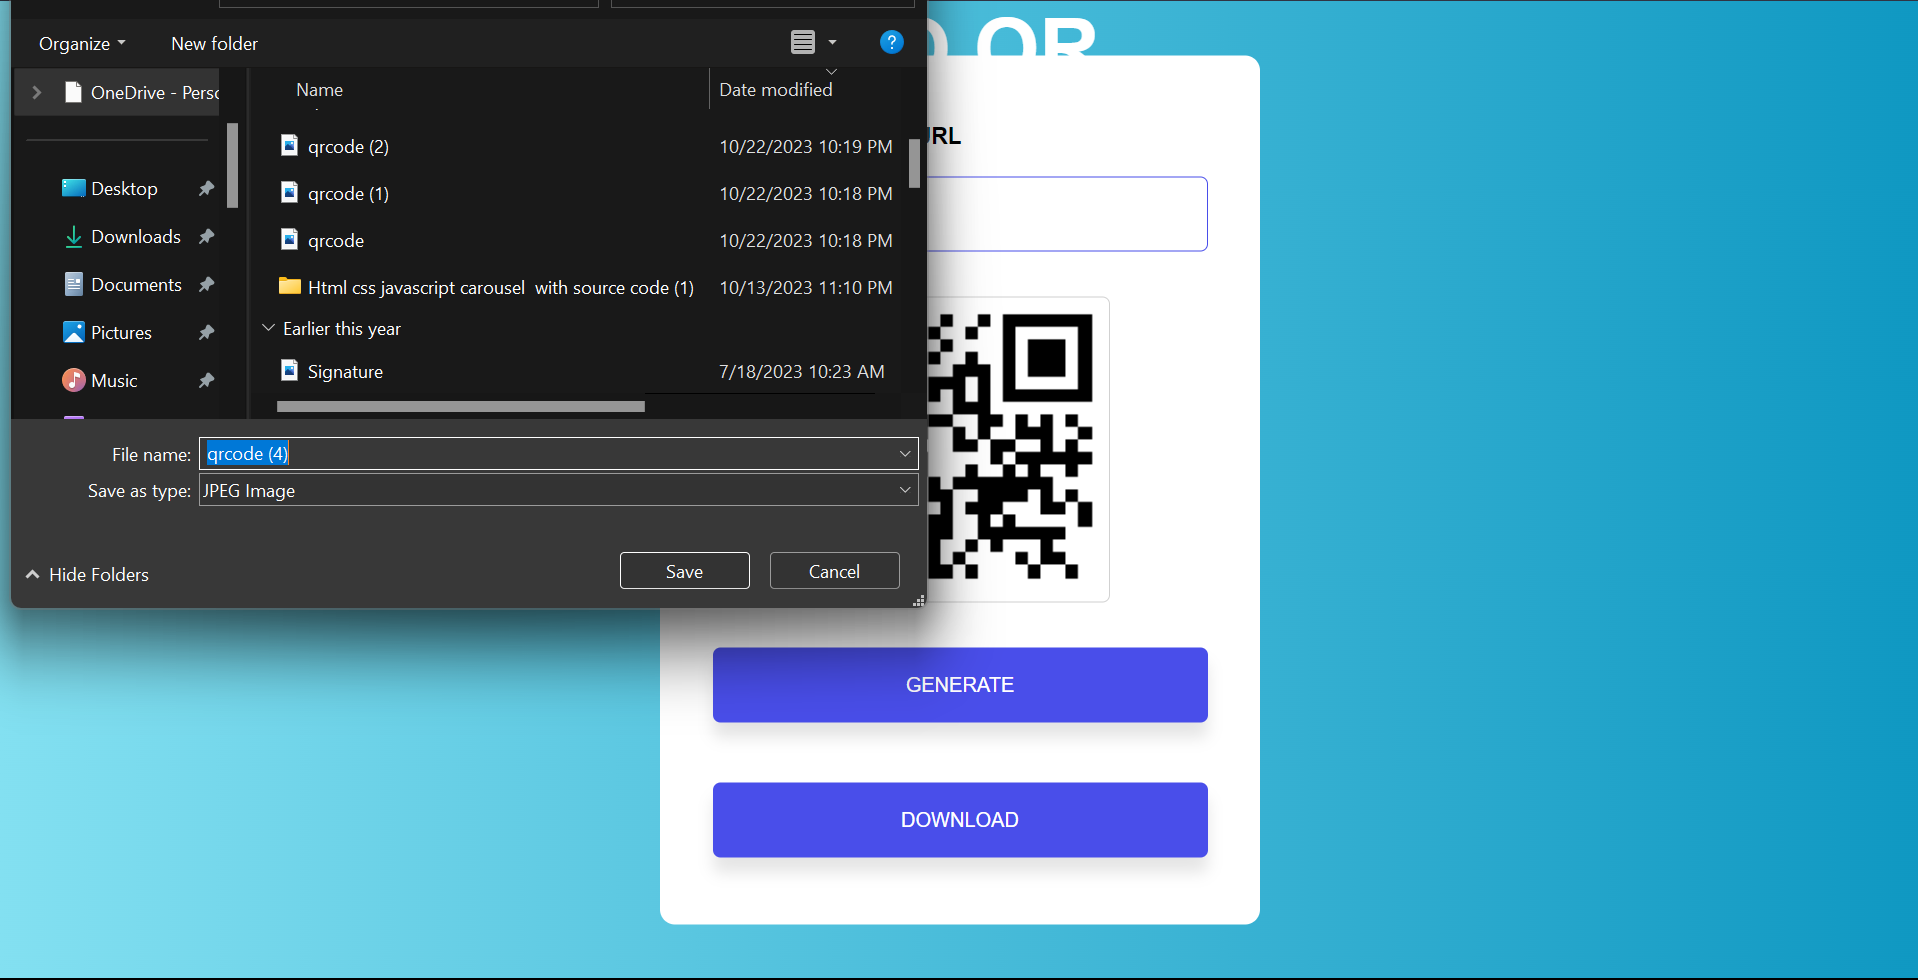 Organize
New folder
?
OneDrive - Pers
Name
Date modified
Desktop
Downloads
Documents
Pictures
Music
qrcode (2)
10/22/2023 10:19 PM
qrcode (1)
10/22/2023 10:18 PM
qrcode
10/22/2023 10:18 PM
Html css javascript carousel  with source code (1)
10/13/2023 11:10 PM
Earlier this year
Signature
7/18/2023 10:23 AM
File name:
qrcode (4)
Save as type:
JPEG Image
Hide Folders
Save
Cancel
QR
URL
GENERATE
DOWNLOAD